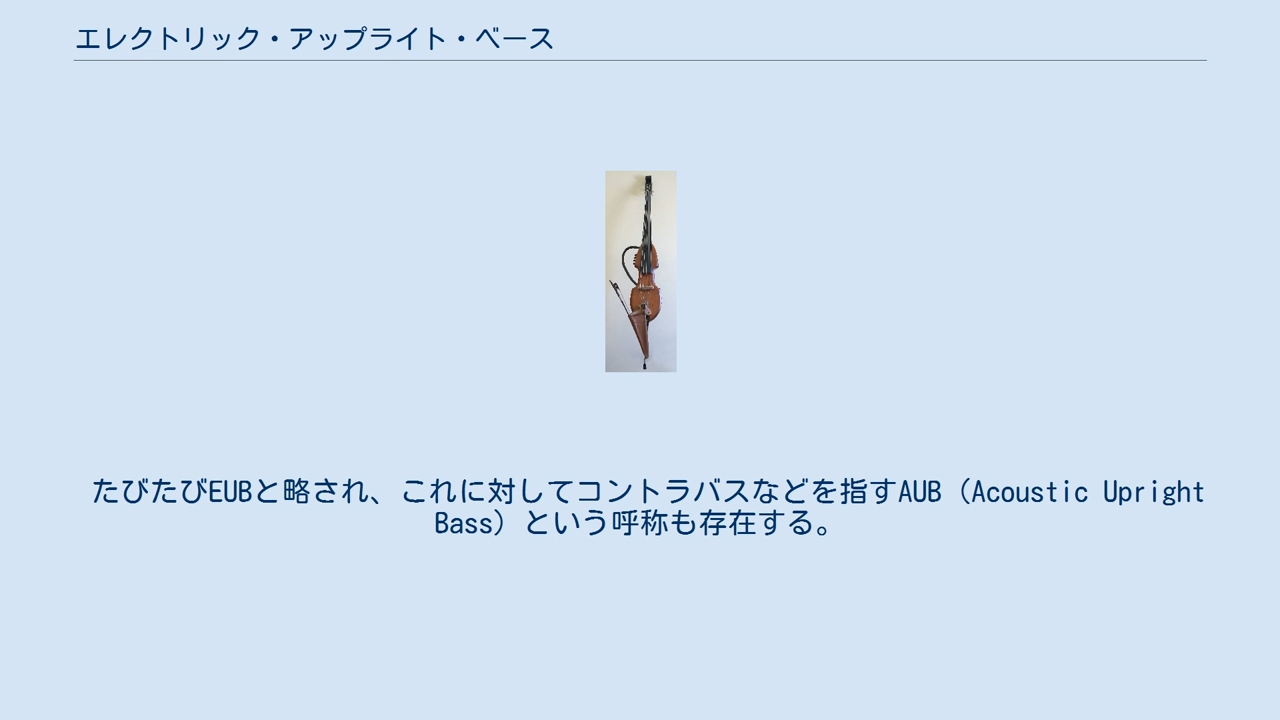 エレクトリック・アップライト・ベース
たびたびEUBと略され、これに対してコントラバスなどを指すAUB（Acoustic Upright
Bass）という呼称も存在する。